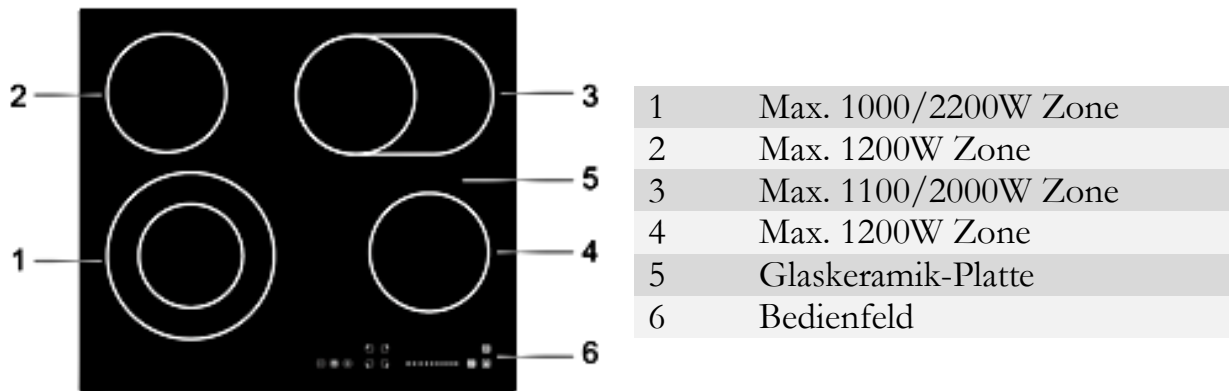 2
3
5
1
4
6
1 Max. 1000/2200W Zone
2 Max. 1200W Zone
3 Max. 1100/2000W Zone
4 Max. 1200W Zone
5 Glaskeramik-Platte
6 Bedienfeld